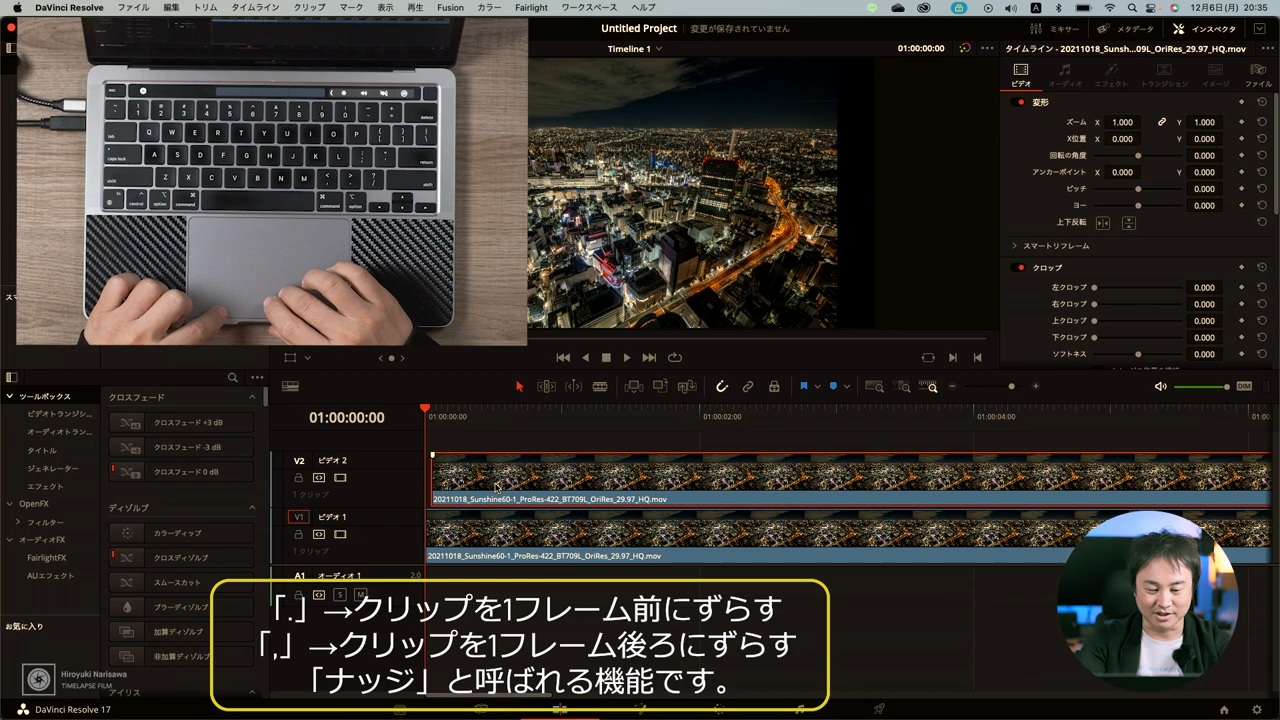 DaVinci Resolve ファイル 編集 トリム タイムライン クリップ マーク 表示 再生 Fusion カラー Fairlight ワークスペース ヘルプ
12月6日(月) 20:35
Untitled Project 変更が保存されていません
ミキサー メタデータ インスペクタ
Timeline 1
01:00:00:00
タイムライン - 20211018_Sunsh...09L_OriRes_29.97_HQ.mov
ビデオ オーディオ エフェクト トランジション イメージ ファイル
変形
ズーム X 1.000 Y 1.000
X位置 0.000 Y 0.000
回転の角度 0.000
アンカーポイント X 0.000 Y 0.000
ピッチ 0.000
ヨー 0.000
上下反転
スマートリフレーム
クロップ
左クロップ 0.000
右クロップ 0.000
上クロップ 0.000
下クロップ 0.000
ソフトネス 0.000
ツールボックス
ビデオトランジシ...
オーディオトラン...
タイトル
ジェネレーター
エフェクト
OpenFX
フィルター
オーディオFX
FairlightFX
AUエフェクト
お気に入り
クロスフェード
クロスフェード +3 dB
クロスフェード -3 dB
クロスフェード 0 dB
ディゾルブ
カラーディップ
クロスディゾルブ
スムースカット
ブラーディゾルブ
加算ディゾルブ
非加算ディゾルブ
アイリス
DIM
01:00:00:00
01:00:00:00 01:00:02:00 01:00:04:00
V2 ビデオ 2
1 クリップ
20211018_Sunshine60-1_ProRes-422_BT709L_OriRes_29.97_HQ.mov
V1 ビデオ 1
1 クリップ
20211018_Sunshine60-1_ProRes-422_BT709L_OriRes_29.97_HQ.mov
A1 オーディオ 1 2.0
S M
「.」→クリップを1フレーム前にずらす
「,」→クリップを1フレーム後ろにずらす
「ナッジ」と呼ばれる機能です。
Hiroyuki Narisawa
TIMELAPSE FILM
DaVinci Resolve 17